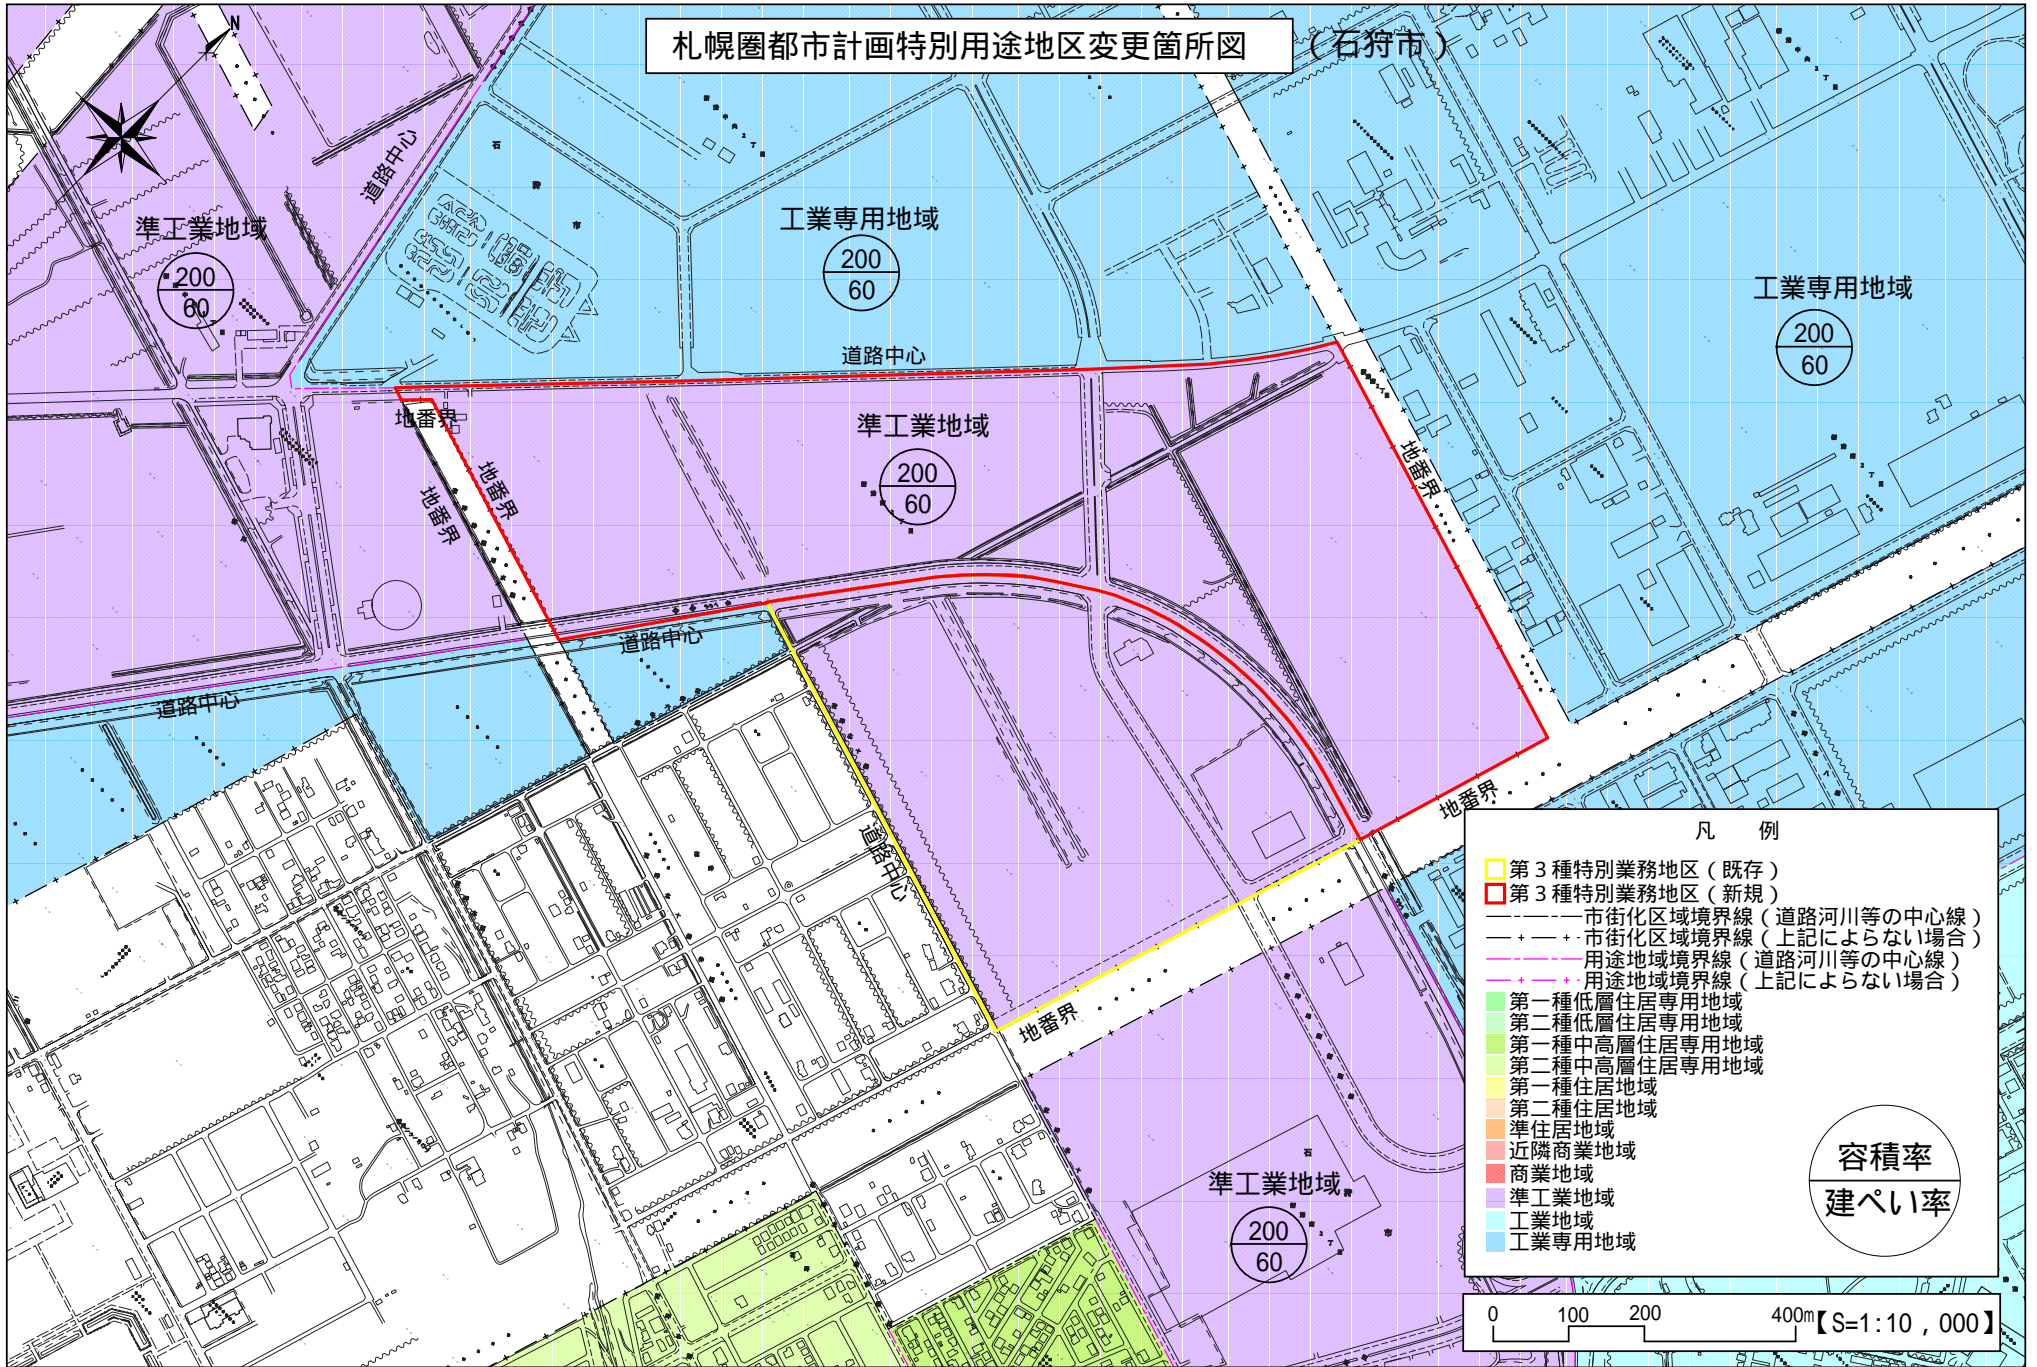 札幌圏都市計画特別用途地区変更箇所図 （石狩市）
N
道路中心
準工業地域
200
60
工業専用地域
200
60
工業専用地域
200
60
道路中心
地番界
地番界
地番界
準工業地域
200
60
地番界
道路中心
道路中心
道路中心
地番界
地番界
準工業地域
200
60
石
狩
市
石
狩
市
凡　例
第３種特別業務地区（既存）
第３種特別業務地区（新規）
市街化区域境界線（道路河川等の中心線）
市街化区域境界線（上記によらない場合）
用途地域境界線（道路河川等の中心線）
用途地域境界線（上記によらない場合）
第一種低層住居専用地域
第二種低層住居専用地域
第一種中高層住居専用地域
第二種中高層住居専用地域
第一種住居地域
第二種住居地域
準住居地域
近隣商業地域
商業地域
準工業地域
工業地域
工業専用地域
容積率
建ぺい率
0 100 200 400m【S=1:10,000】